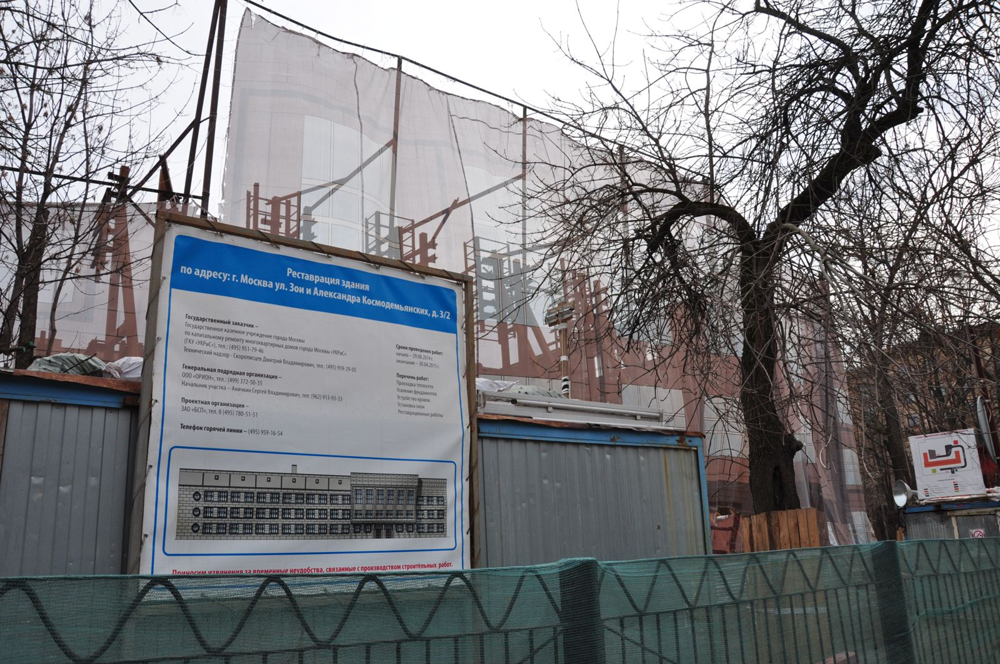 Реставрация здания
по адресу: г. Москва ул. Зои и Александра Космодемьянских, д. 3/2
Государственный заказчик –
Государственное казенное учреждение города Москвы
по капитальному ремонту многоквартирных домов города Москвы «УКРиС»
(ГКУ «УКРиС»), тел.: (495) 951-79-46
Технический надзор - Скорописцев Дмитрий Владимирович, тел.: (495) 959-29-05
Генеральная подрядная организация –
ООО «ОРИОН», тел.: (499) 372-50-35
Начальник участка – Аничкин Сергей Владимирович, тел: (962) 913-93-33
Проектная организация –
ЗАО «БСП», тел. 8 (495) 780-51-51
Телефон горячей линии – (495) 959-16-54
Сроки проведения работ:
начало – 29.08.2014 г.
окончание – 30.04.2015 г.
Перечень работ:
Прокладка теплосети
Усиление фундаментов
Устройство кровли
Установка окон
Реставрационные работы
Приносим извинения за временные неудобства, связанные с производством строительных работ.